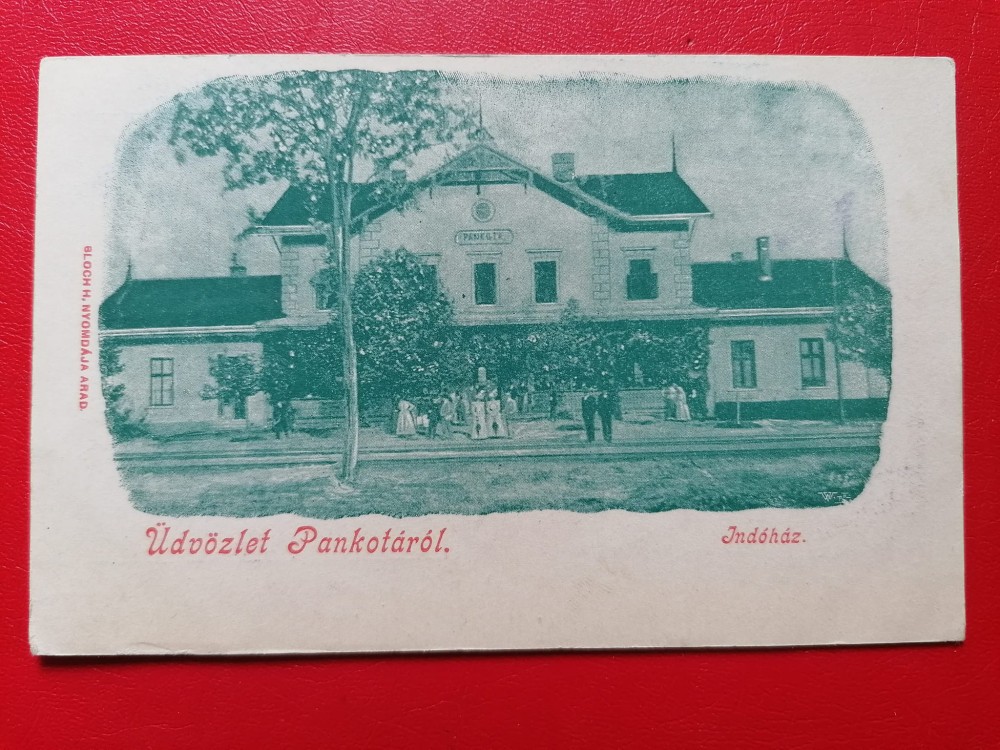 PANKOTA
BLOCH H, NYOMDÁJA ARAD.
Üdvözlet Pankotáról.
Indóház.